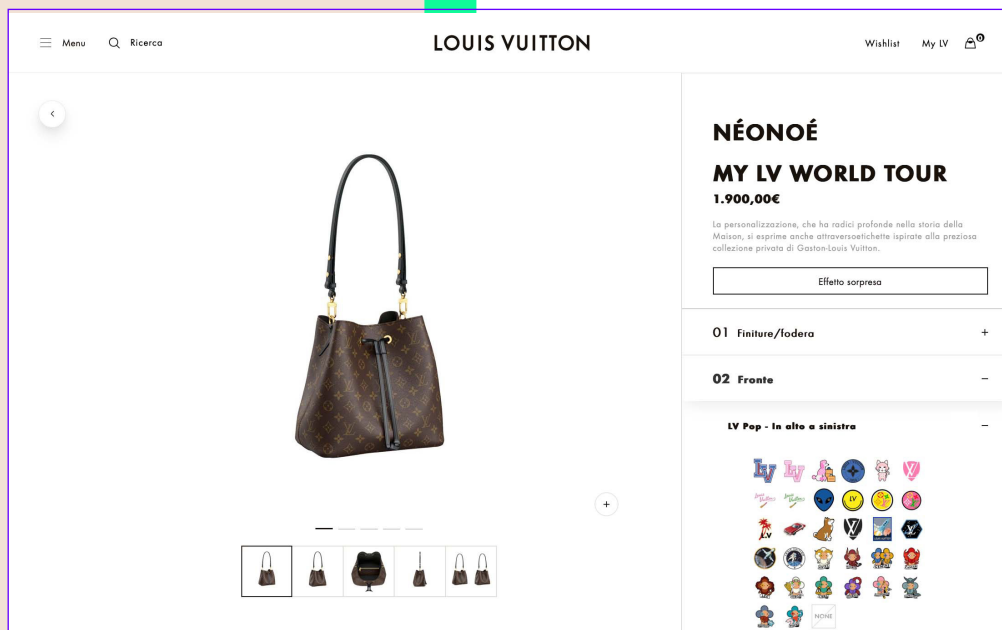 Menu
Ricerca
LOUIS VUITTON
Wishlist
My LV
0
NÉONOÉ
MY LV WORLD TOUR
1.900,00€
La personalizzazione, che ha radici profonde nella storia della
Maison, si esprime anche attraversoetichette ispirate alla preziosa
collezione privata di Gaston-Louis Vuitton.
Effetto sorpresa
01 Finiture/fodera +
02 Fronte –
LV Pop - In alto a sinistra –
NONE